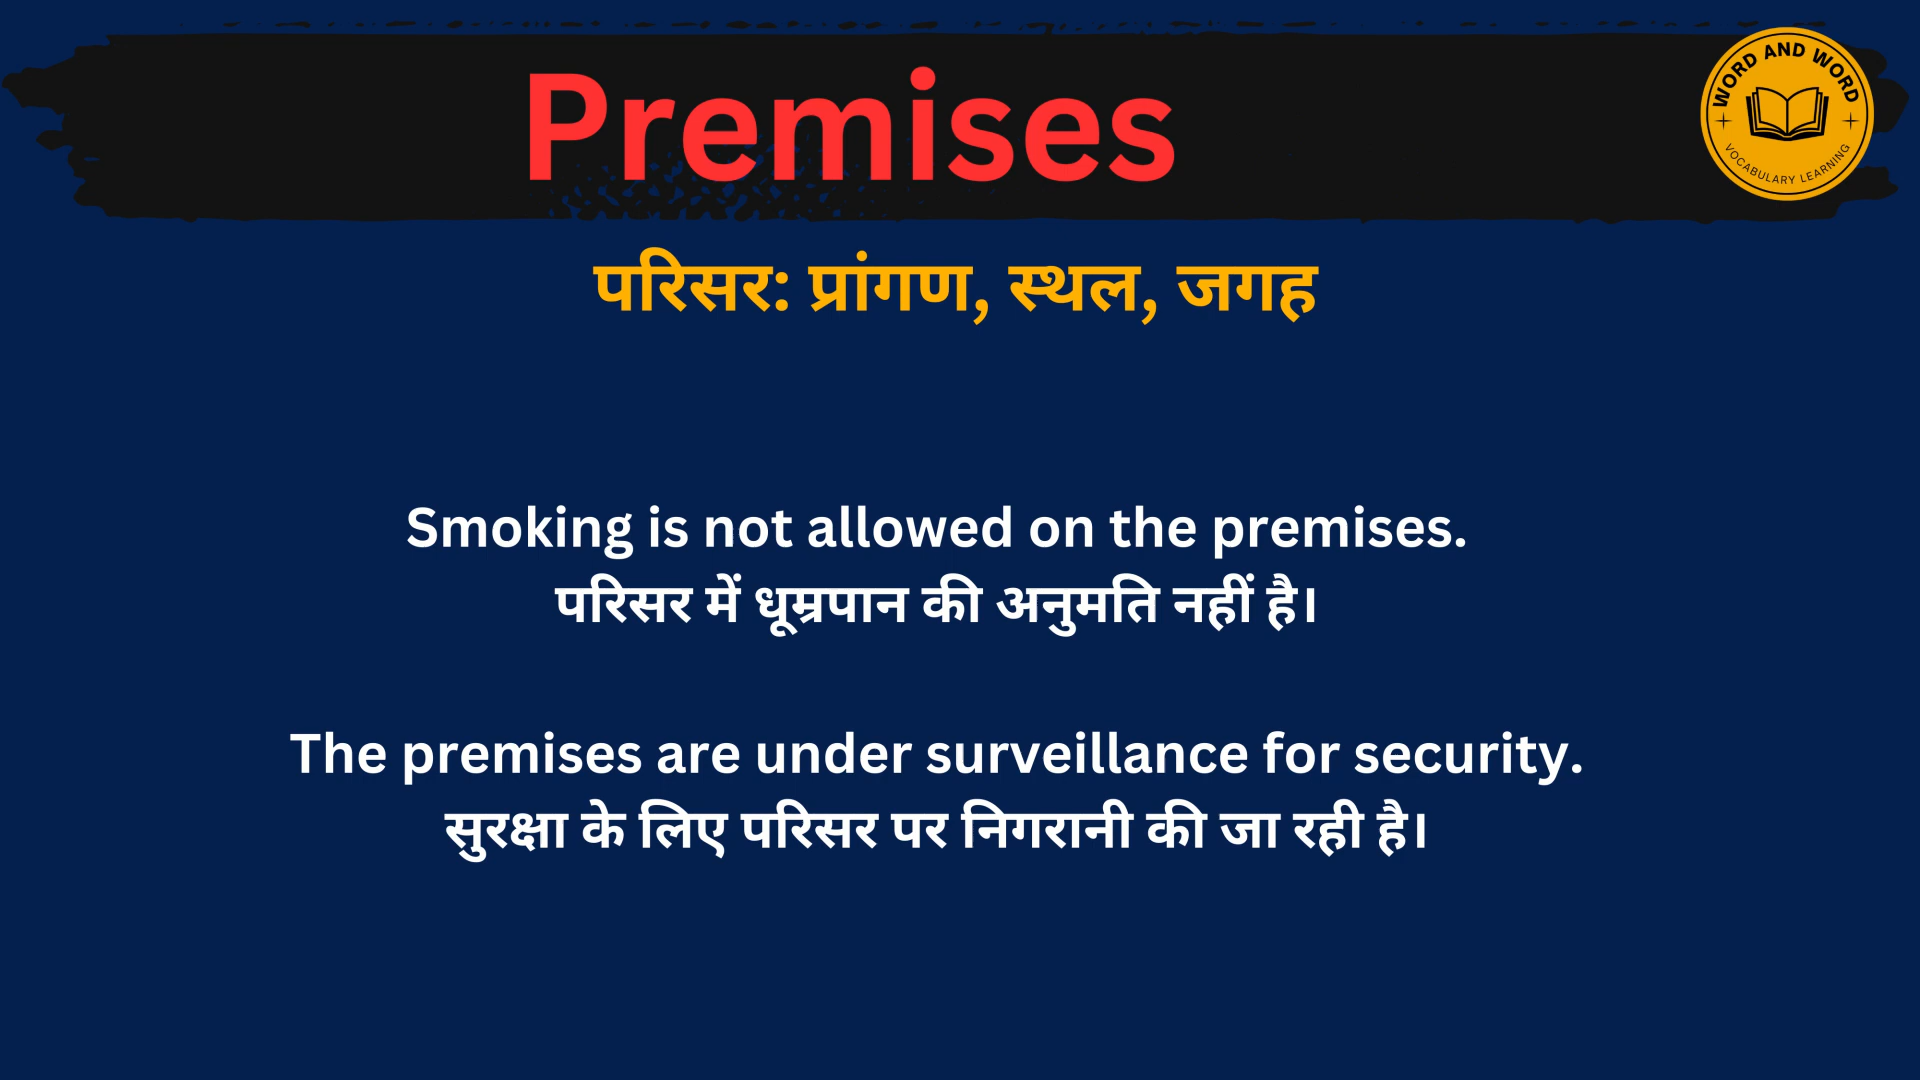 Premises
WORD AND WORD
VOCABULARY LEARNING
परिसर: प्रांगण, स्थल, जगह
Smoking is not allowed on the premises.
परिसर में धूम्रपान की अनुमति नहीं है।
The premises are under surveillance for security.
सुरक्षा के लिए परिसर पर निगरानी की जा रही है।